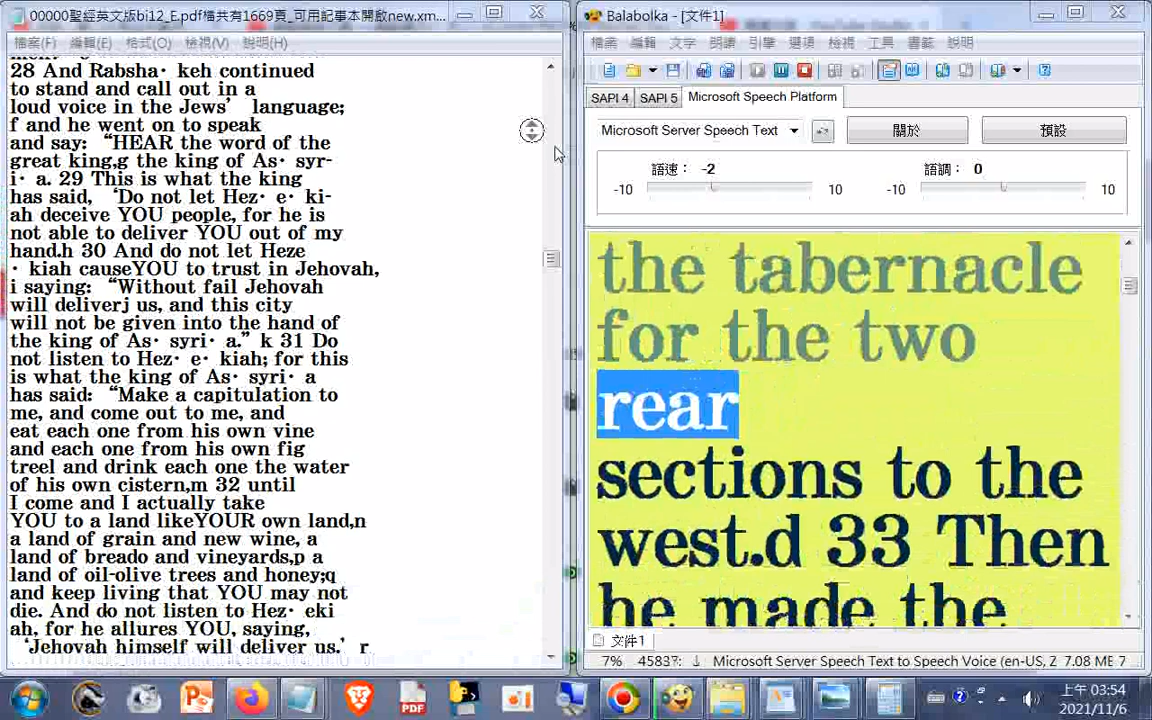 00000聖經英文版bi12_E.pdf檔共有1669頁_可用記事本開啟new.xm...
檔案(F) 編輯(E) 格式(O) 檢視(V) 說明(H)
28 And Rabsha· keh continued
to stand and call out in a
loud voice in the Jews’ language;
f and he went on to speak
and say: “HEAR the word of the
great king,g the king of As· syr-
i· a. 29 This is what the king
has said, ‘Do not let Hez· e· ki-
ah deceive YOU people, for he is
not able to deliver YOU out of my
hand.h 30 And do not let Heze
· kiah causeYOU to trust in Jehovah,
i saying: “Without fail Jehovah
will deliverj us, and this city
will not be given into the hand of
the king of As· syri· a.” k 31 Do
not listen to Hez· e· kiah; for this
is what the king of As· syri· a
has said: “Make a capitulation to
me, and come out to me, and
eat each one from his own vine
and each one from his own fig
treel and drink each one the water
of his own cistern,m 32 until
I come and I actually take
YOU to a land likeYOUR own land,n
a land of grain and new wine, a
land of breado and vineyards,p a
land of oil-olive trees and honey;q
and keep living that YOU may not
die. And do not listen to Hez· eki
ah, for he allures YOU, saying,
‘Jehovah himself will deliver us.’ r
Balabolka - [文件1]
檔案 編輯 文字 朗讀 引擎 選項 檢視 工具 書籤 說明
SAPI 4 SAPI 5 Microsoft Speech Platform
Microsoft Server Speech Text 關於 預設
語速: -2 語調: 0
-10 10 -10 10
the tabernacle
for the two
rear
sections to the
west.d 33 Then
he made the
文件1
7% Microsoft Server Speech Text to Speech Voice (en-US, Z 7.08 ME 7
上午 03:54
2021/11/6